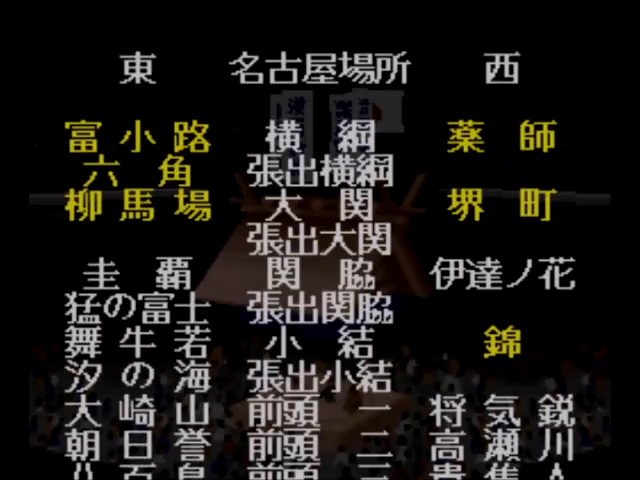 東 名古屋場所 西
富小路 横綱 薬師
六角 張出横綱
柳馬場 大関 堺町
張出大関
圭覇 関脇 伊達ノ花
猛の富士 張出関脇
舞牛若 小結 錦
汐の海 張出小結
大崎山 前頭一 将気鋭
朝日誉 前頭二 高瀬川
前頭三